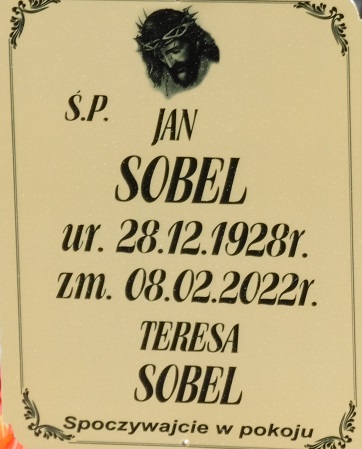 Ś.P. JAN
SOBEL
ur. 28.12.1928r.
zm. 08.02.2022r.
TERESA
SOBEL
Spoczywajcie w pokoju